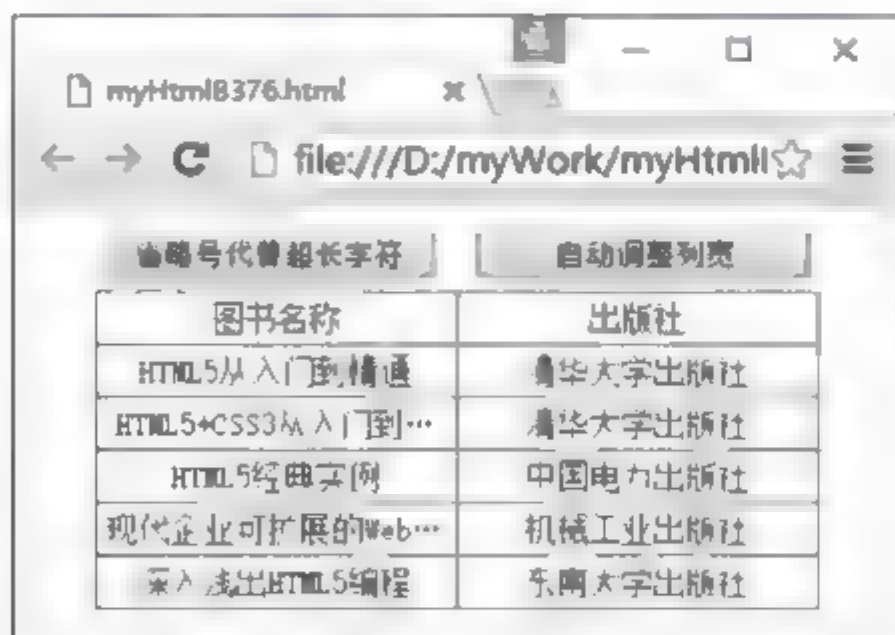 myHtmlB376.html
file:///D:/myWork/myHtmll
省略号代替超长字符 自动调整列宽
图书名称 出版社
HTML5从入门到精通 清华大学出版社
HTML5+CSS3从入门到… 清华大学出版社
HTML5经典实例 中国电力出版社
现代企业可扩展的Web… 机械工业出版社
深入浅出HTML5编程 东南大学出版社